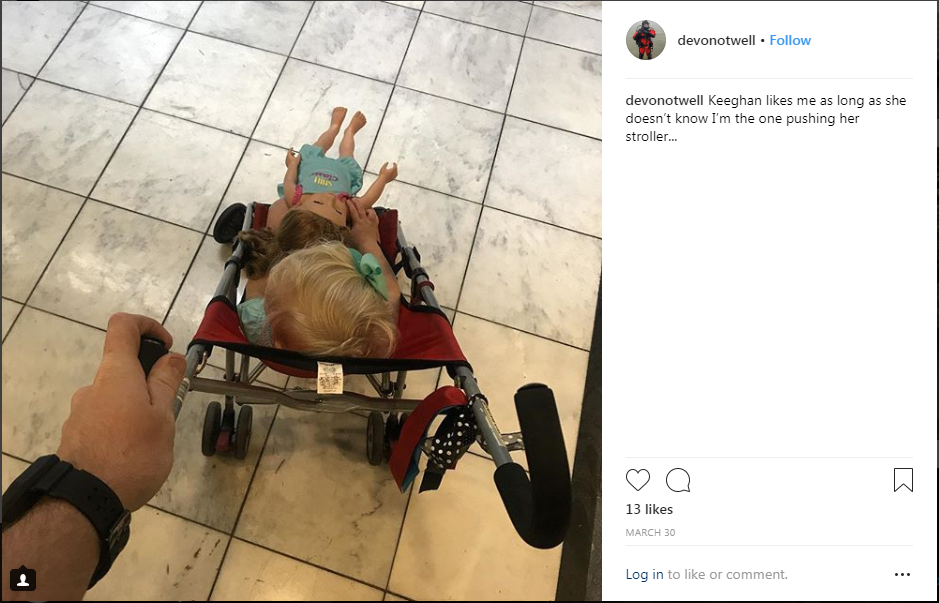 devonotwell • Follow
devonotwell Keeghan likes me as long as she
doesn't know I'm the one pushing her
stroller...
13 likes
MARCH 30
Log in to like or comment.